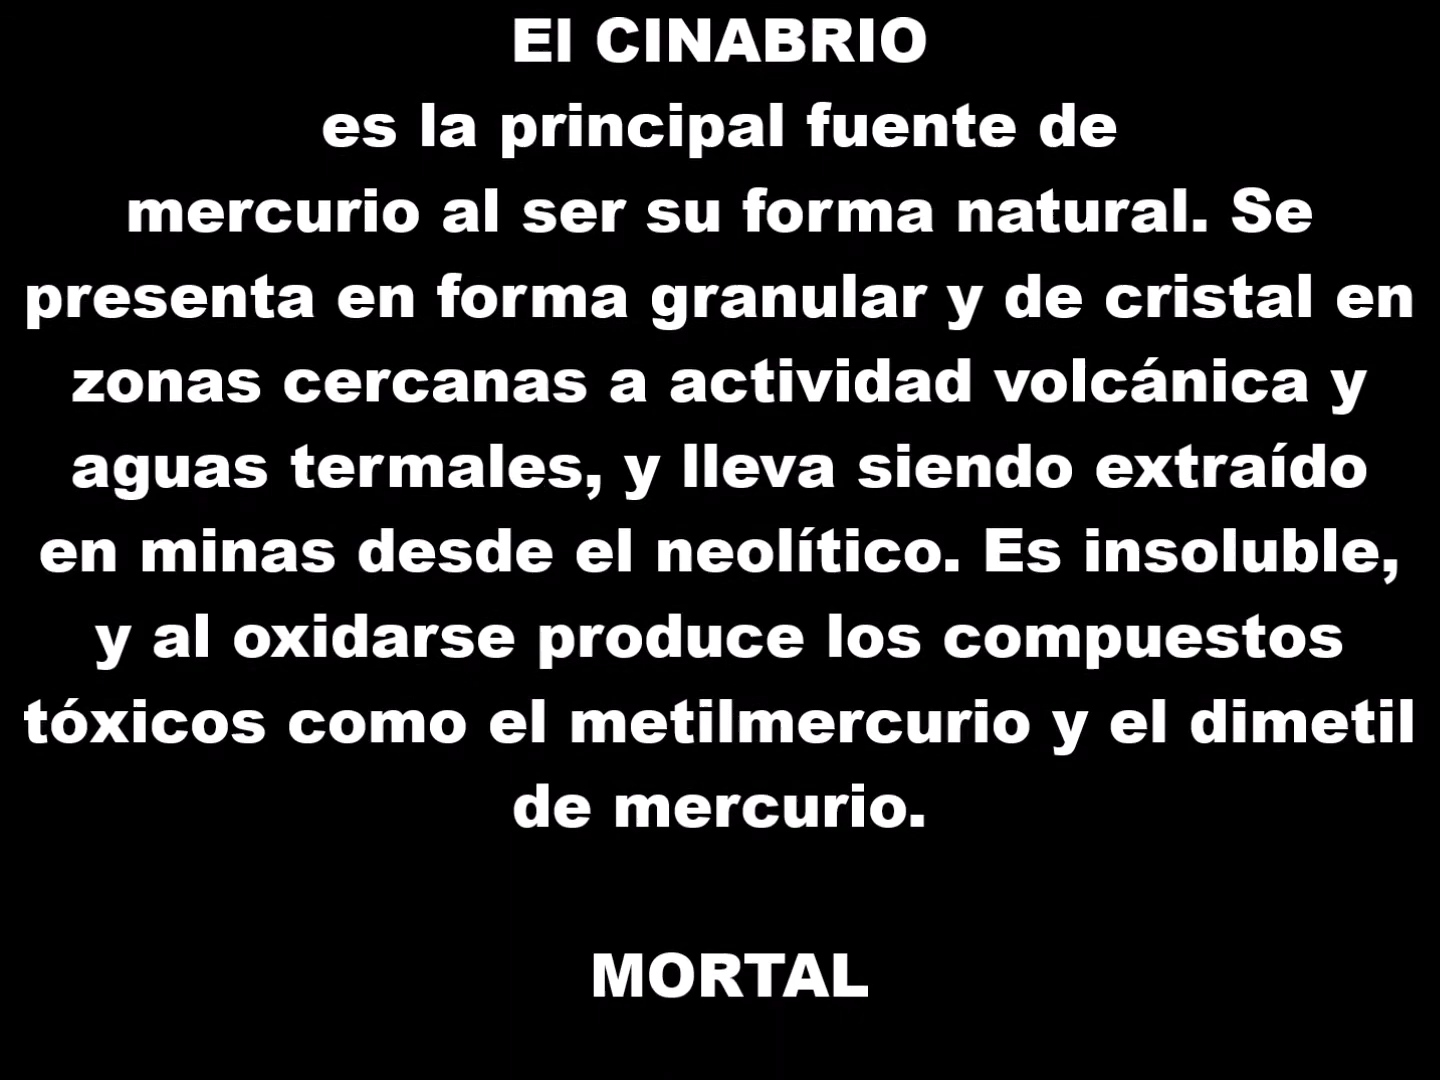 El CINABRIO
es la principal fuente de
mercurio al ser su forma natural. Se
presenta en forma granular y de cristal en
zonas cercanas a actividad volcánica y
aguas termales, y lleva siendo extraído
en minas desde el neolítico. Es insoluble,
y al oxidarse produce los compuestos
tóxicos como el metilmercurio y el dimetil
de mercurio.
MORTAL